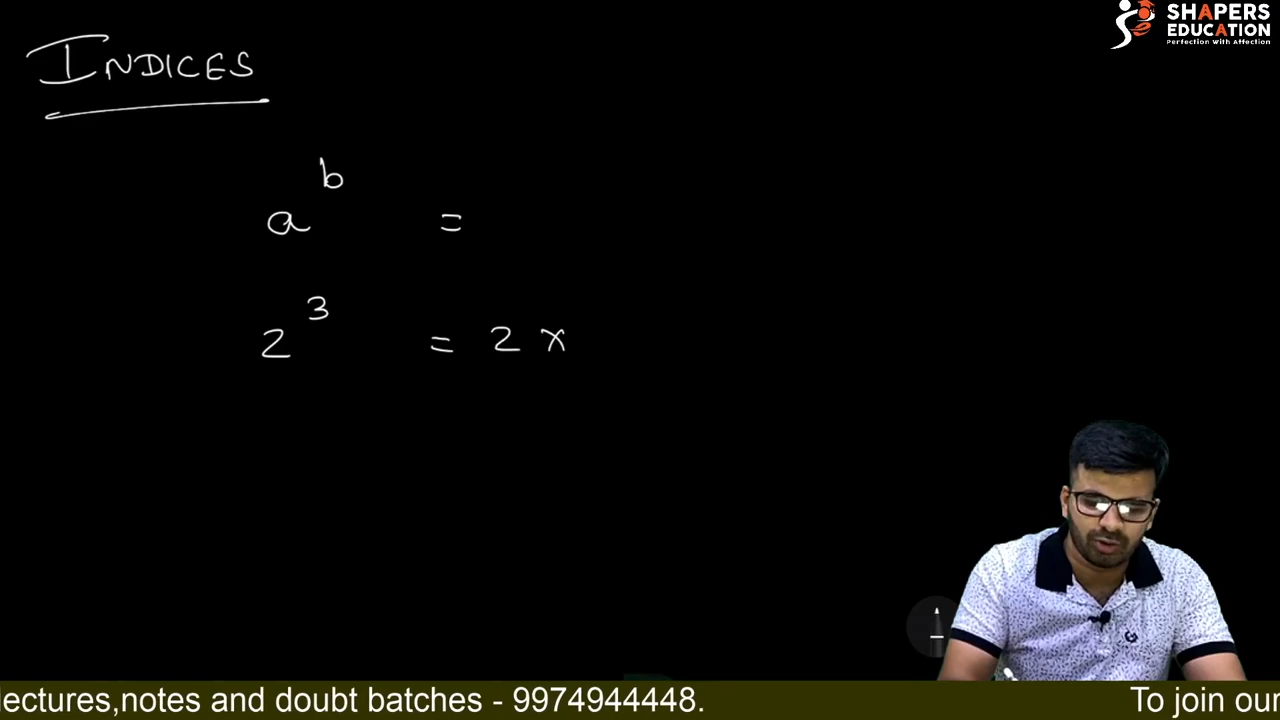 SHAPERS
EDUCATION
Perfection With Affection
INDICES
a^b =
2^3 = 2 ×
lectures,notes and doubt batches - 9974944448.
To join our